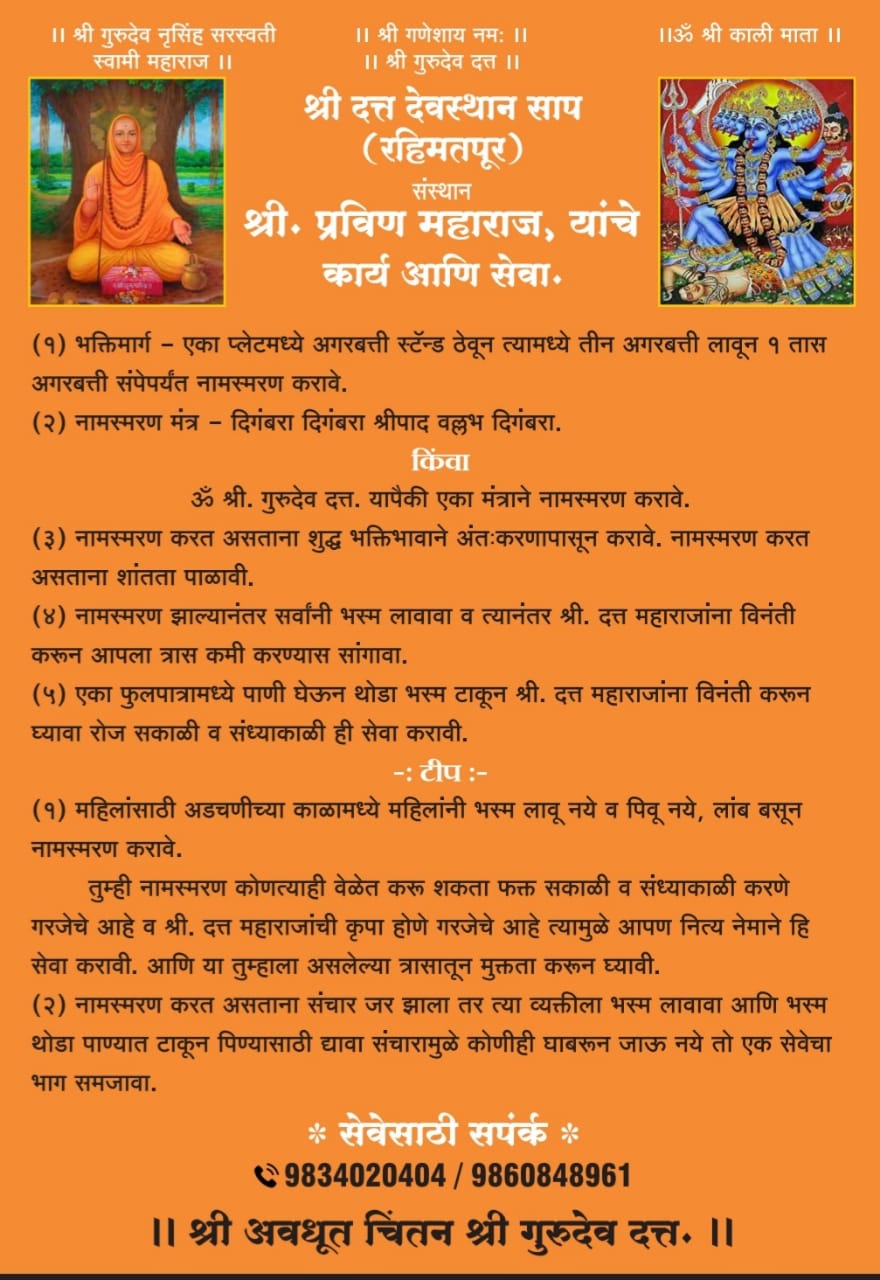 ।। श्री गुरुदेव नृसिंह सरस्वती
स्वामी महाराज ।।
।। श्री गणेशाय नम: ।।
।। श्री गुरुदेव दत्त ।।
।।ॐ श्री काली माता ।।
श्री दत्त देवस्थान साप
(रहिमतपूर)
संस्थान
श्री. प्रविण महाराज, यांचे
कार्य आणि सेवा.
(१) भक्तिमार्ग – एका प्लेटमध्ये अगरबत्ती स्टॅन्ड ठेवून त्यामध्ये तीन अगरबत्ती लावून १ तास
अगरबत्ती संपेपर्यंत नामस्मरण करावे.
(२) नामस्मरण मंत्र – दिगंबरा दिगंबरा श्रीपाद वल्लभ दिगंबरा.
किंवा
ॐ श्री. गुरुदेव दत्त. यापैकी एका मंत्राने नामस्मरण करावे.
(३) नामस्मरण करत असताना शुद्ध भक्तिभावाने अंतःकरणापासून करावे. नामस्मरण करत
असताना शांतता पाळावी.
(४) नामस्मरण झाल्यानंतर सर्वांनी भस्म लावावा व त्यानंतर श्री. दत्त महाराजांना विनंती
करून आपला त्रास कमी करण्यास सांगावा.
(५) एका फुलपात्रामध्ये पाणी घेऊन थोडा भस्म टाकून श्री. दत्त महाराजांना विनंती करून
घ्यावा रोज सकाळी व संध्याकाळी ही सेवा करावी.
-: टीप :-
(१) महिलांसाठी अडचणीच्या काळामध्ये महिलांनी भस्म लावू नये व पिवू नये, लांब बसून
नामस्मरण करावे.
तुम्ही नामस्मरण कोणत्याही वेळेत करू शकता फक्त सकाळी व संध्याकाळी करणे
गरजेचे आहे व श्री. दत्त महाराजांची कृपा होणे गरजेचे आहे त्यामुळे आपण नित्य नेमाने हि
सेवा करावी. आणि या तुम्हाला असलेल्या त्रासातून मुक्तता करून घ्यावी.
(२) नामस्मरण करत असताना संचार जर झाला तर त्या व्यक्तीला भस्म लावावा आणि भस्म
थोडा पाण्यात टाकून पिण्यासाठी द्यावा संचारामुळे कोणीही घाबरून जाऊ नये तो एक सेवेचा
भाग समजावा.
* सेवेसाठी सपंर्क *
9834020404 / 9860848961
।। श्री अवधूत चिंतन श्री गुरुदेव दत्त. ।।